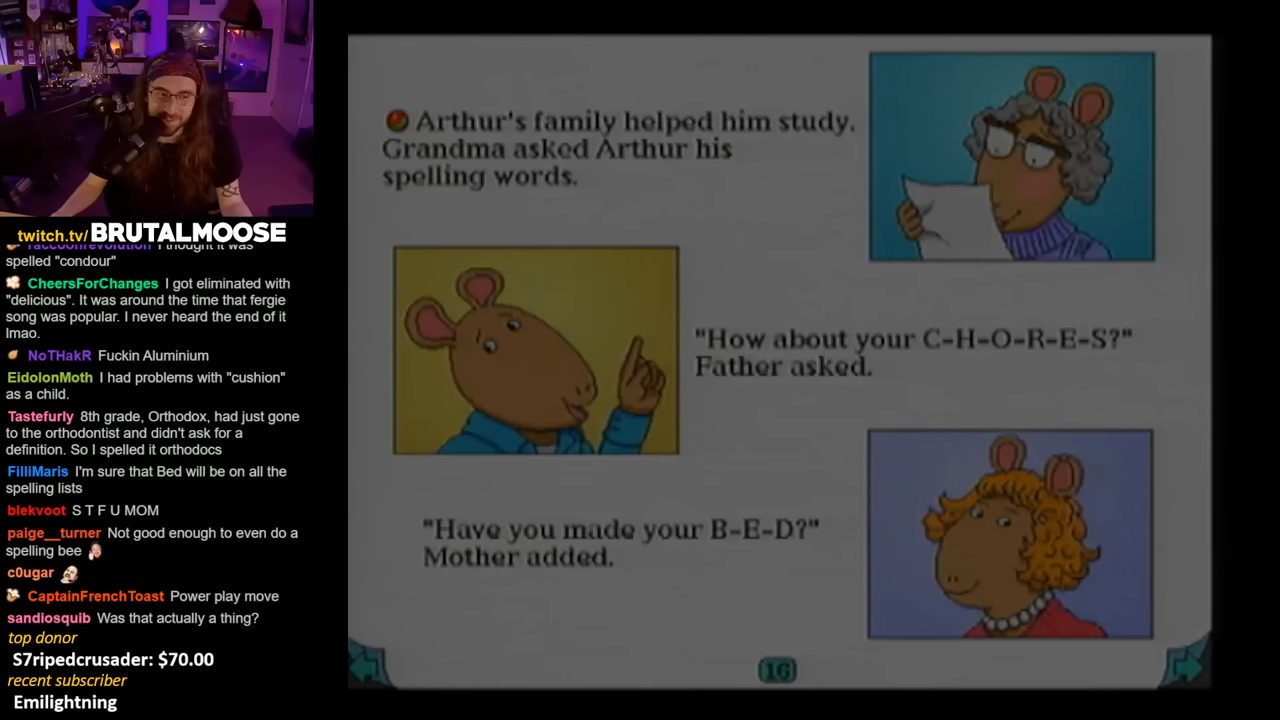 twitch.tv/BRUTALMOOSE
raccoonrevolution I thought it was
spelled "condour"
CheersForChanges I got eliminated with
"delicious". It was around the time that fergie
song was popular. I never heard the end of it
lmao.
NoTHakR Fuckin Aluminium
EidolonMoth I had problems with "cushion"
as a child.
Tastefurly 8th grade, Orthodox, had just gone
to the orthodontist and didn't ask for a
definition. So I spelled it orthodocs
FilliMaris I'm sure that Bed will be on all the
spelling lists
blekvoot S T F U MOM
paige__turner Not good enough to even do a
spelling bee
c0ugar
CaptainFrenchToast Power play move
sandlosquib Was that actually a thing?
top donor
S7ripedcrusader: $70.00
recent subscriber
Emilightning
Arthur's family helped him study.
Grandma asked Arthur his
spelling words.
"How about your C-H-O-R-E-S?"
Father asked.
"Have you made your B-E-D?"
Mother added.
16